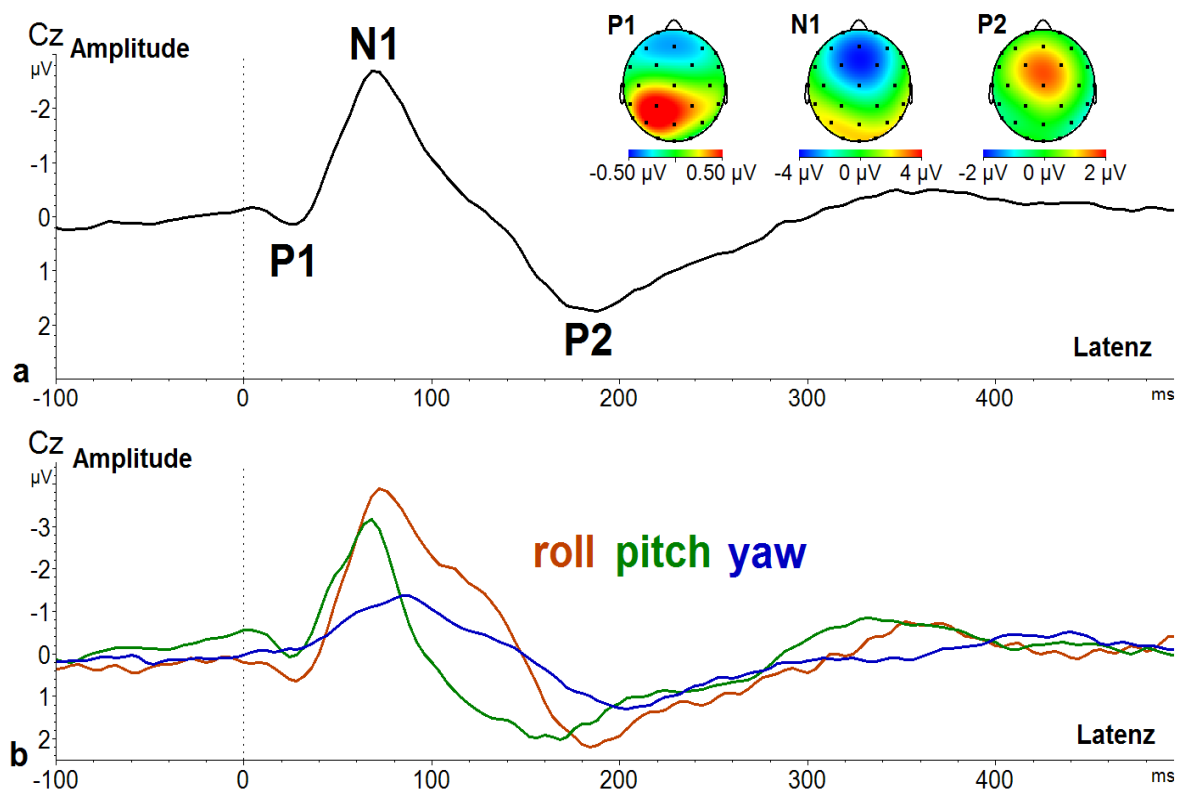 Cz
Amplitude
µV
N1
P1
N1
P2
-2
-1
0
1
2
-0.50 µV
0.50 µV
-4 µV
0 µV
4 µV
-2 µV
0 µV
2 µV
P1
P2
Latenz
a
-100
0
100
200
300
400
ms
Cz
Amplitude
µV
-3
-2
-1
0
1
2
roll pitch yaw
Latenz
b
-100
0
100
200
300
400
ms